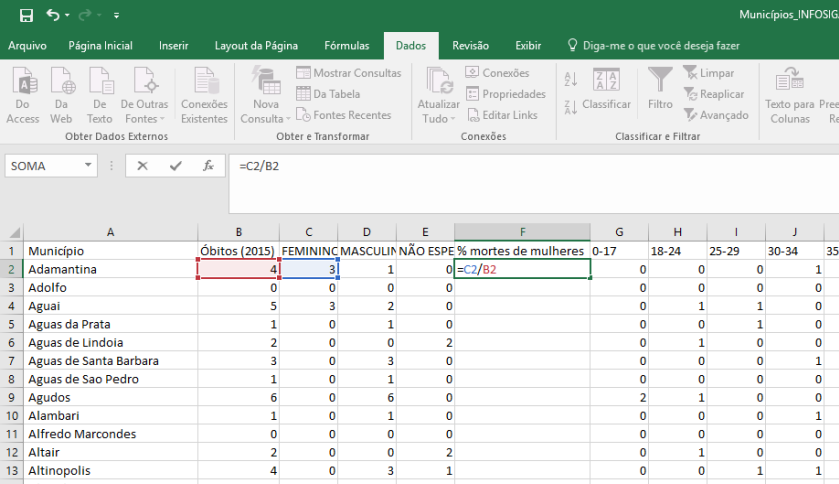 Municípios_INFOSIG
Arquivo Página Inicial Inserir Layout da Página Fórmulas Dados Revisão Exibir Diga-me o que você deseja fazer
Do Access
Da Web
De Texto
De Outras Fontes
Conexões Existentes
Obter Dados Externos
Nova Consulta
Mostrar Consultas
Da Tabela
Fontes Recentes
Obter e Transformar
Atualizar Tudo
Conexões
Propriedades
Editar Links
Conexões
Classificar
Filtro
Limpar
Reaplicar
Avançado
Classificar e Filtrar
Texto para Colunas
SOMA fx =C2/B2
A B C D E F G H I J
1 Município Óbitos (2015) FEMININO MASCULIN NÃO ESPE % mortes de mulheres 0-17 18-24 25-29 30-34 35
2 Adamantina 4 3 1 0 =C2/B2 0 0 0 1
3 Adolfo 0 0 0 0 0 0 0 0
4 Aguai 5 3 2 0 0 1 1 0
5 Aguas da Prata 1 0 1 0 0 0 1 0
6 Aguas de Lindoia 2 0 0 2 0 1 0 0
7 Aguas de Santa Barbara 3 0 3 0 0 0 0 1
8 Aguas de Sao Pedro 1 0 1 0 0 0 0 0
9 Agudos 6 0 6 0 2 1 0 0
10 Alambari 1 0 1 0 0 0 0 1
11 Alfredo Marcondes 0 0 0 0 0 0 0 0
12 Altair 2 0 0 2 0 1 0 0
13 Altinopolis 4 0 3 1 0 0 1 1